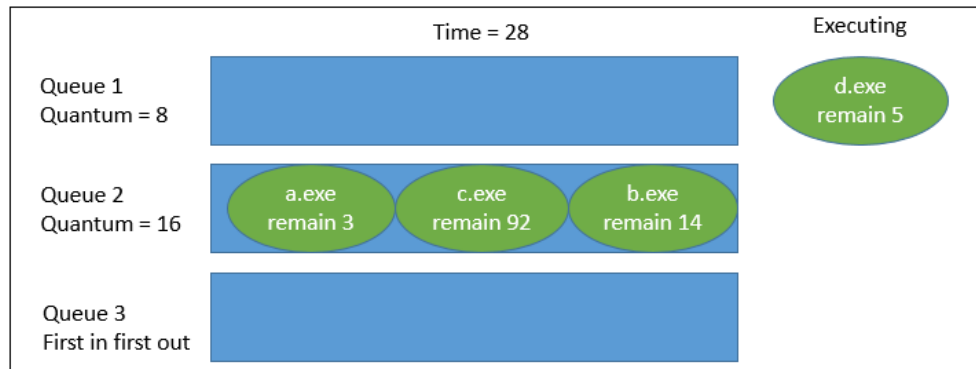 Time = 28
Executing
Queue 1
Quantum = 8
d.exe
remain 5
Queue 2
Quantum = 16
a.exe
remain 3
c.exe
remain 92
b.exe
remain 14
Queue 3
First in first out